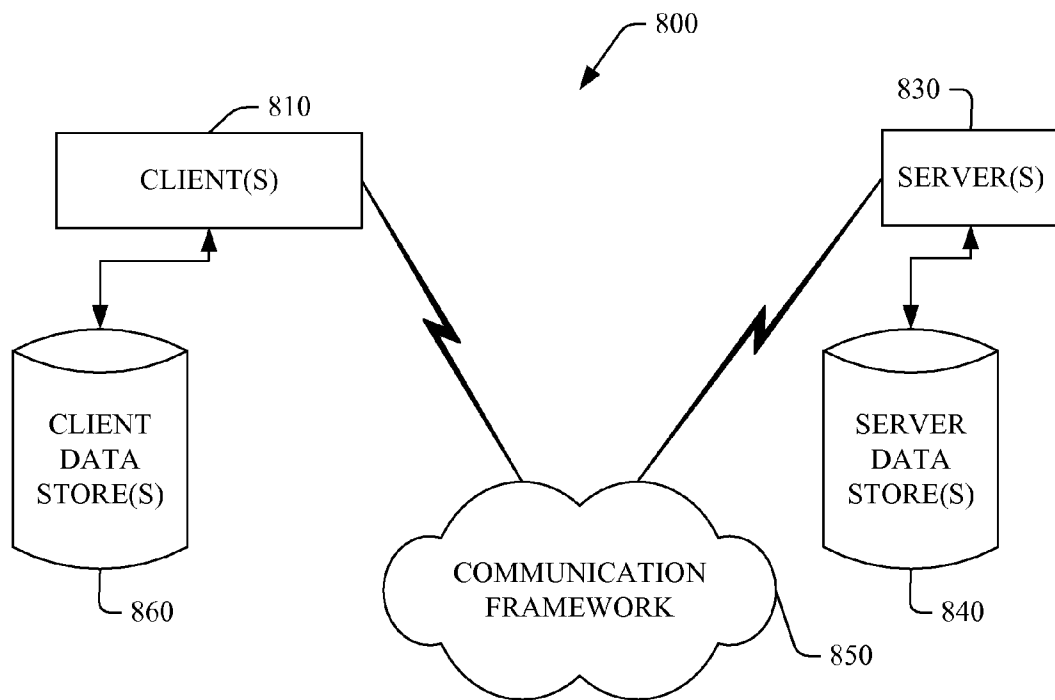 800
810
830
CLIENT(S)
SERVER(S)
CLIENT
DATA
STORE(S)
SERVER
DATA
STORE(S)
COMMUNICATION
FRAMEWORK
860
840
850